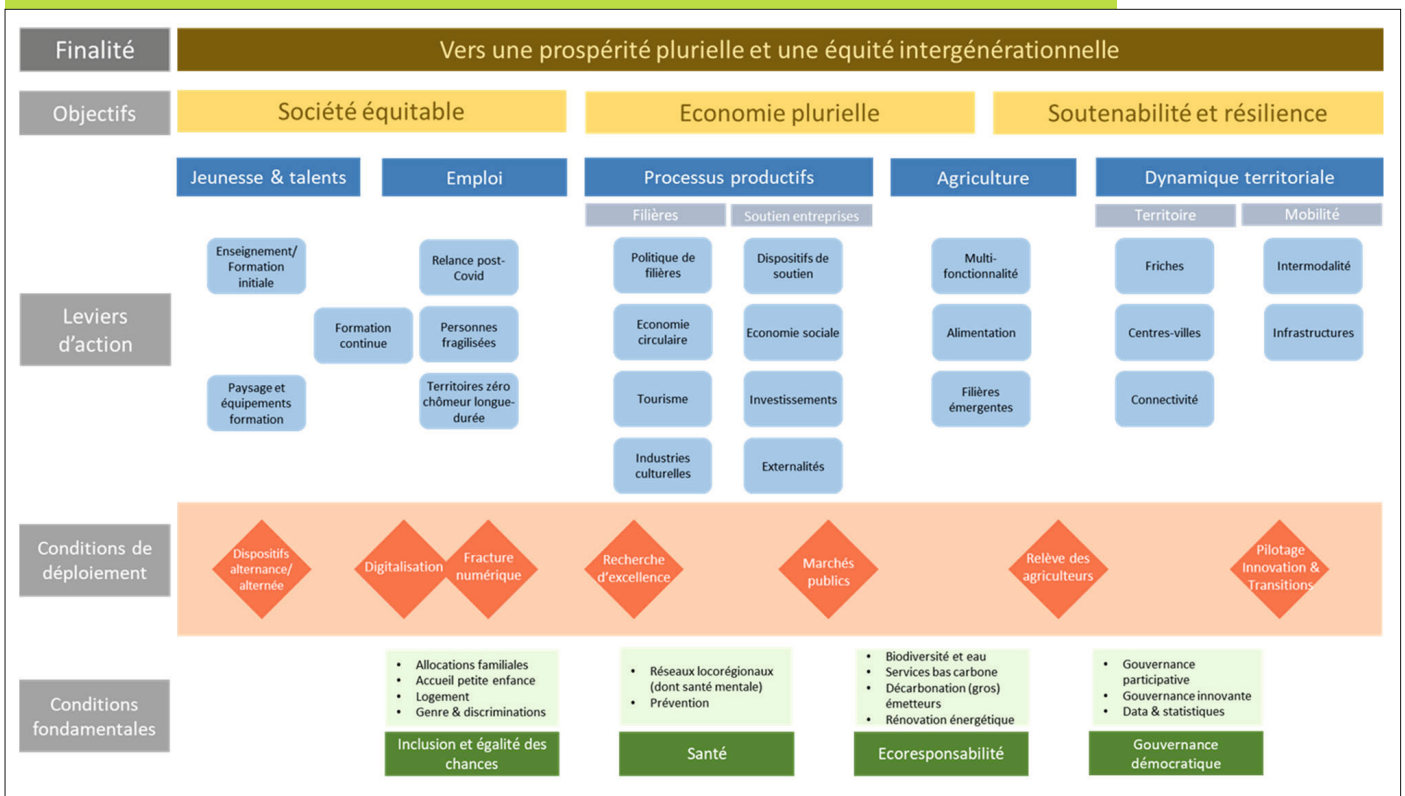 Finalité
Vers une prospérité plurielle et une équité intergénérationnelle
Objectifs
Société équitable
Economie plurielle
Soutenabilité et résilience
Leviers
d'action
Jeunesse & talents
Emploi
Processus productifs
Agriculture
Dynamique territoriale
Filières
Soutien entreprises
Territoire
Mobilité
Enseignement/
Formation
initiale
Formation
continue
Paysage et
équipements
formation
Relance post-
Covid
Personnes
fragilisées
Territoires zéro
chômeur longue-
durée
Politique de
filières
Economie
circulaire
Tourisme
Industries
culturelles
Dispositifs de
soutien
Economie sociale
Investissements
Externalités
Multi-
fonctionnalité
Alimentation
Filières
émergentes
Friches
Centres-villes
Connectivité
Intermodalité
Infrastructures
Conditions de
déploiement
Dispositifs
alternance/
alternée
Digitalisation
Fracture
numérique
Recherche
d'excellence
Marchés
publics
Relève des
agriculteurs
Pilotage
Innovation &
Transitions
Conditions
fondamentales
• Allocations familiales
• Accueil petite enfance
• Logement
• Genre & discriminations
Inclusion et égalité des
chances
• Réseaux locorégionaux
(dont santé mentale)
• Prévention
Santé
• Biodiversité et eau
• Services bas carbone
• Décarbonation (gros)
émetteurs
• Rénovation énergétique
Ecoresponsabilité
• Gouvernance
participative
• Gouvernance innovante
• Data & statistiques
Gouvernance
démocratique